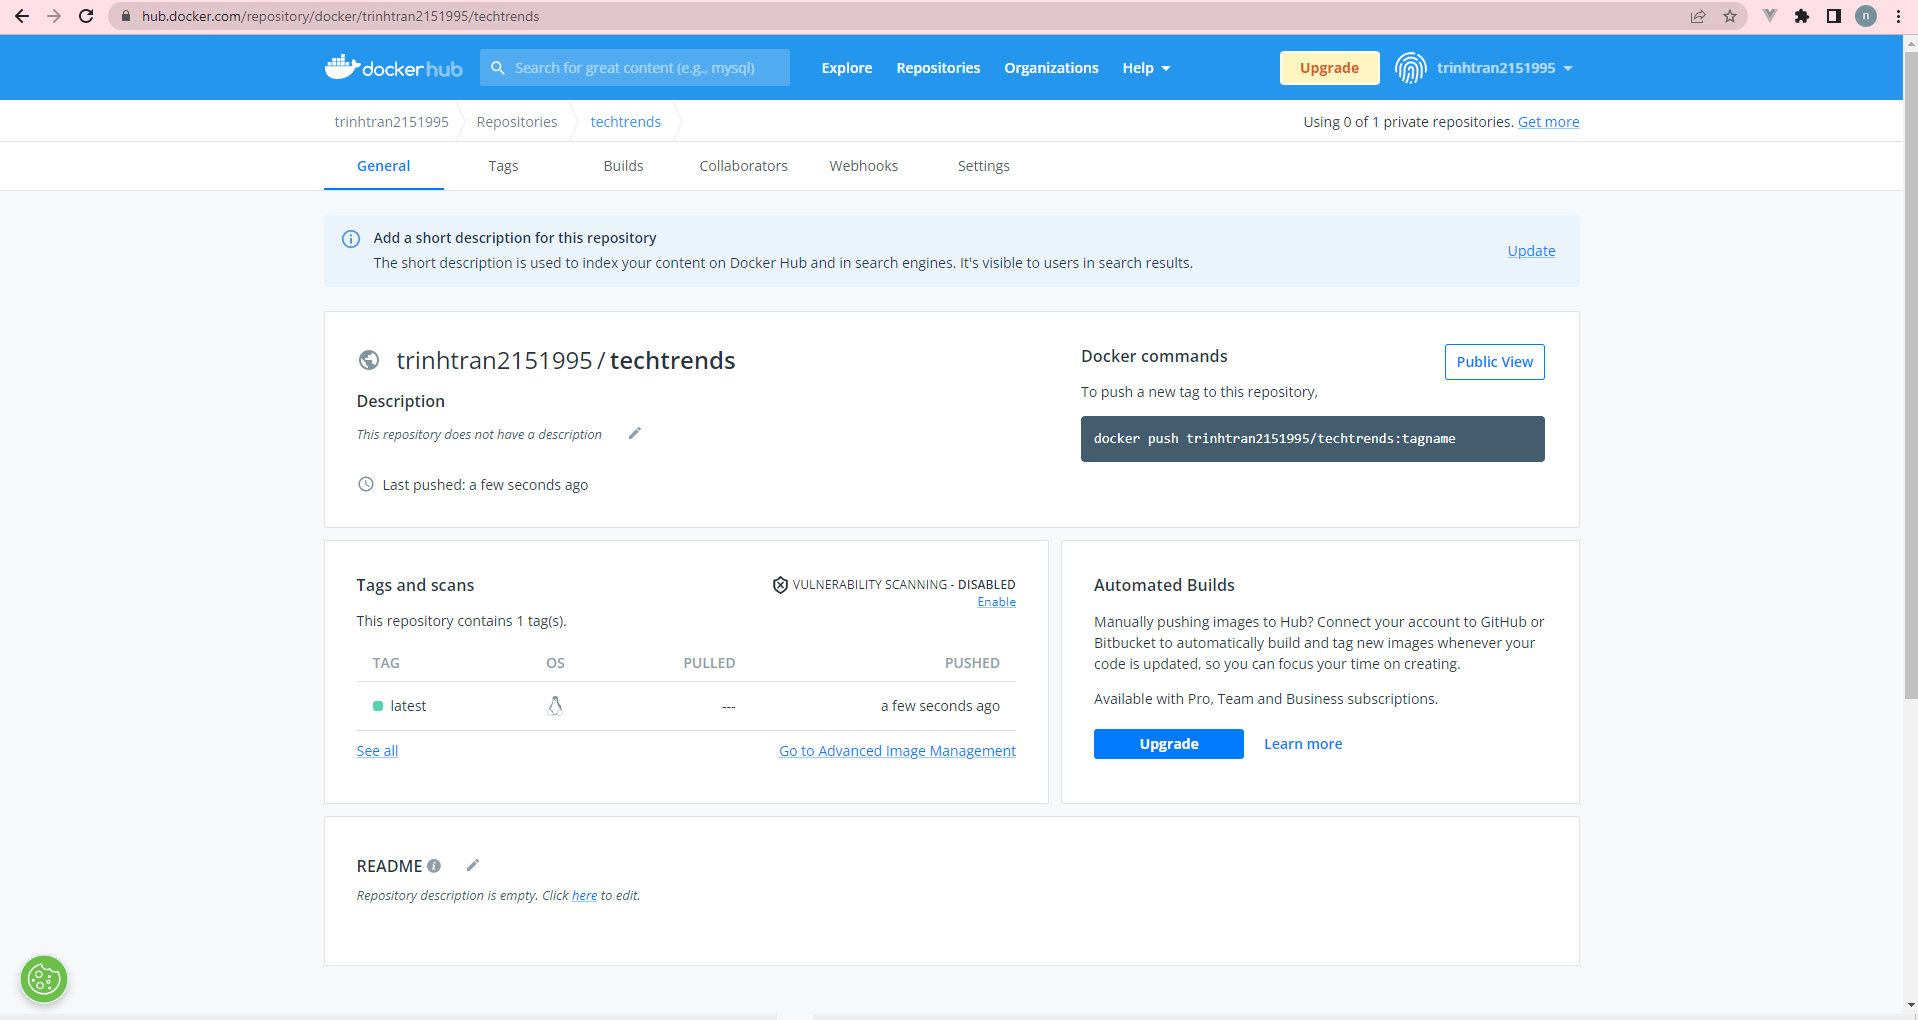 hub.docker.com/repository/docker/trinhtran2151995/techtrends
n
docker hub
Search for great content (e.g., mysql)
Explore
Repositories
Organizations
Help
Upgrade
trinhtran2151995
trinhtran2151995
Repositories
techtrends
Using 0 of 1 private repositories. Get more
General
Tags
Builds
Collaborators
Webhooks
Settings
Add a short description for this repository
The short description is used to index your content on Docker Hub and in search engines. It's visible to users in search results.
Update
trinhtran2151995 / techtrends
Description
This repository does not have a description
Last pushed: a few seconds ago
Docker commands
Public View
To push a new tag to this repository,
docker push trinhtran2151995/techtrends:tagname
Tags and scans
VULNERABILITY SCANNING - DISABLED
Enable
This repository contains 1 tag(s).
TAG OS PULLED PUSHED
latest --- a few seconds ago
See all
Go to Advanced Image Management
Automated Builds
Manually pushing images to Hub? Connect your account to GitHub or
Bitbucket to automatically build and tag new images whenever your
code is updated, so you can focus your time on creating.
Available with Pro, Team and Business subscriptions.
Upgrade
Learn more
README
Repository description is empty. Click here to edit.